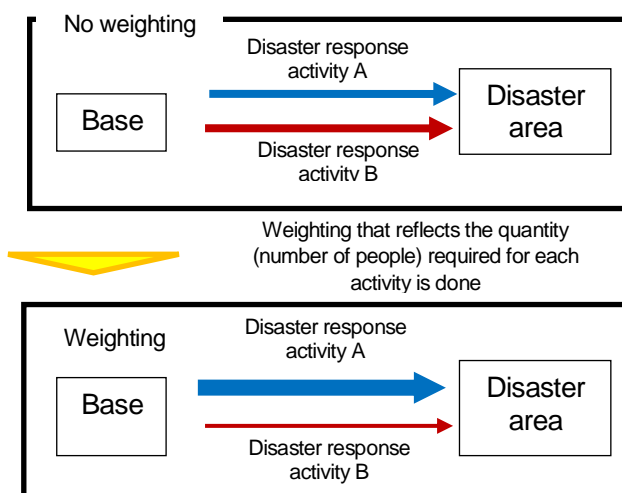 No weighting
Disaster response
activity A
Base
Disaster
area
Disaster response
activity B
Weighting that reflects the quantity
(number of people) required for each
activity is done
Weighting
Disaster response
activity A
Base
Disaster
area
Disaster response
activity B